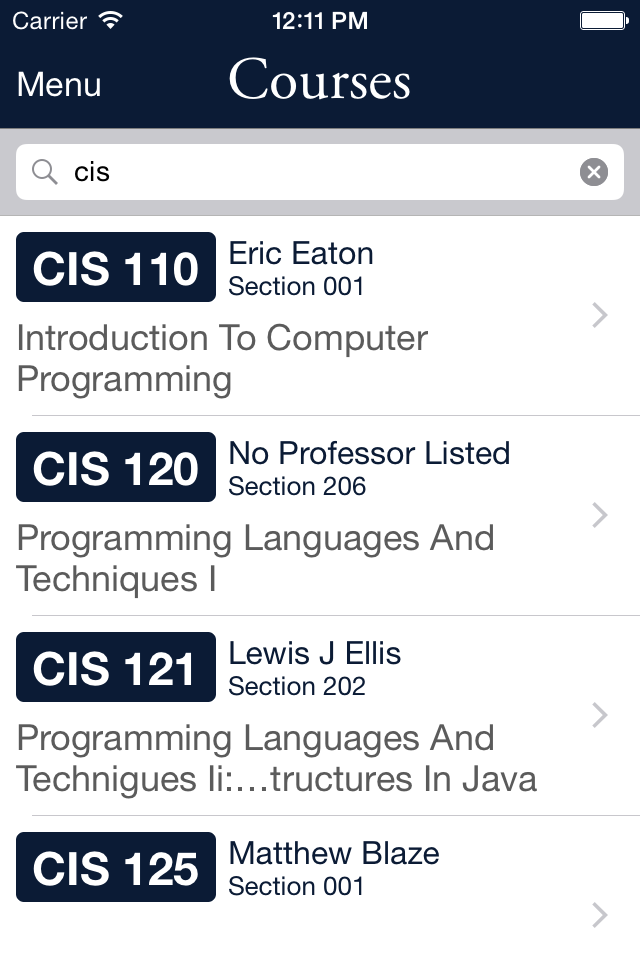 Carrier 12:11 PM
Menu Courses
cis
CIS 110 Eric Eaton
Section 001
Introduction To Computer
Programming
CIS 120 No Professor Listed
Section 206
Programming Languages And
Techniques I
CIS 121 Lewis J Ellis
Section 202
Programming Languages And
Technigues Ii:...tructures In Java
CIS 125 Matthew Blaze
Section 001